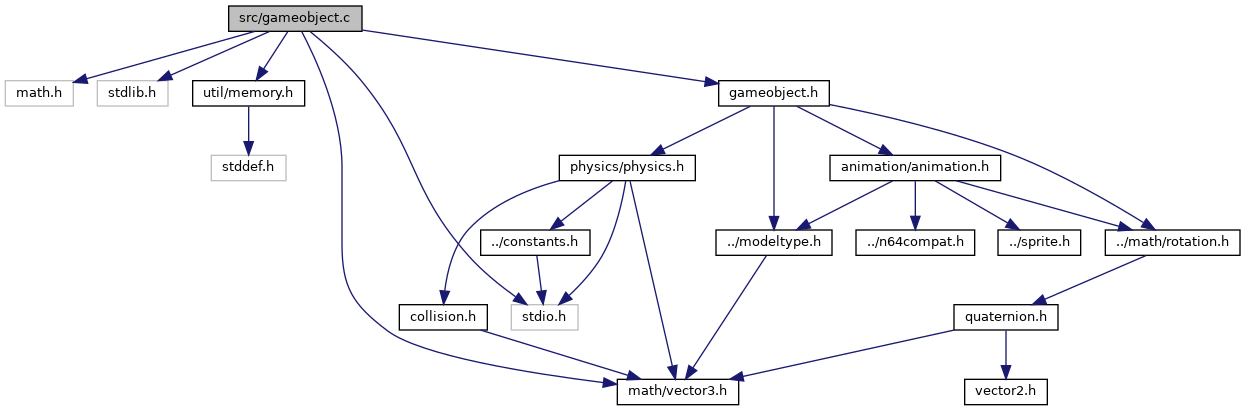 src/gameobject.c
math.h
stdlib.h
util/memory.h
gameobject.h
stddef.h
physics/physics.h
animation/animation.h
../constants.h
../modeltype.h
../n64compat.h
../sprite.h
../math/rotation.h
collision.h
stdio.h
quaternion.h
math/vector3.h
vector2.h